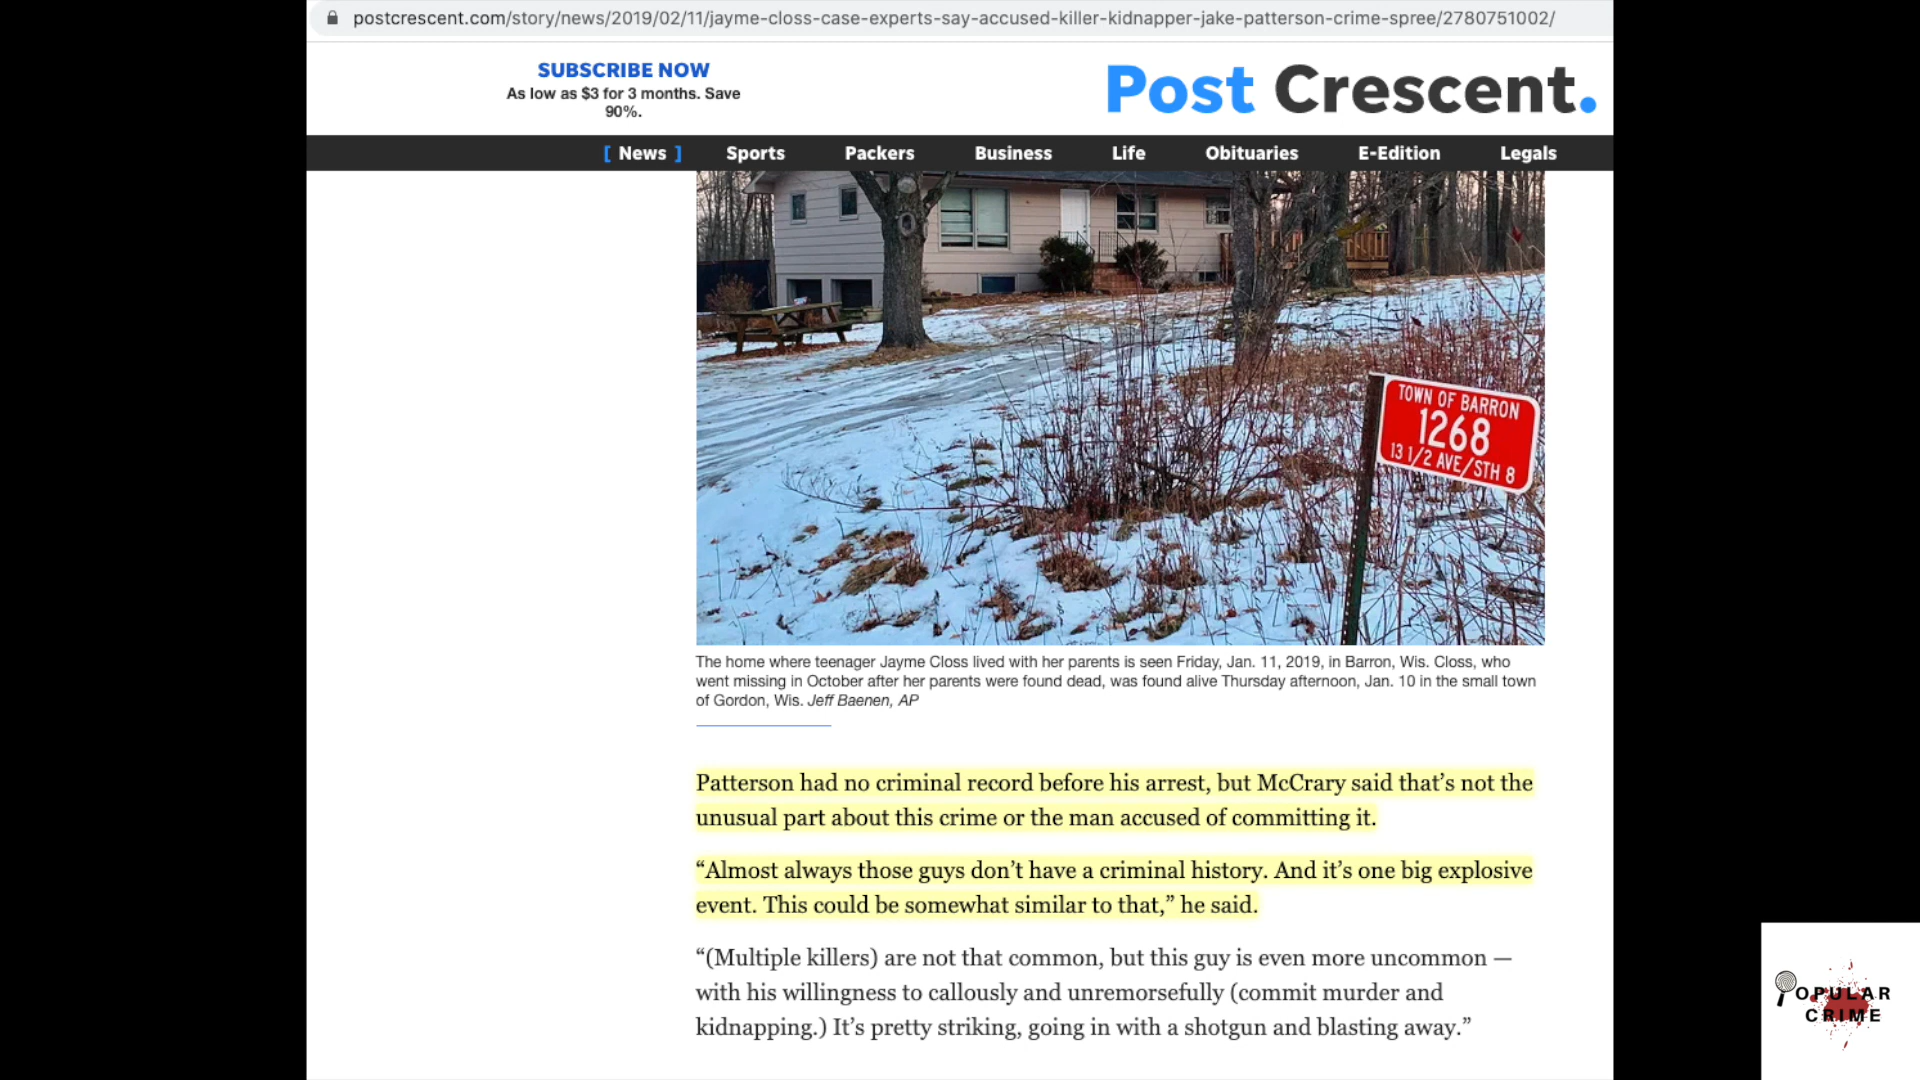 postcrescent.com/story/news/2019/02/11/jayme-closs-case-experts-say-accused-killer-kidnapper-jake-patterson-crime-spree/2780751002/
SUBSCRIBE NOW
As low as $3 for 3 months. Save
90%.
Post Crescent.
[ News ] Sports Packers Business Life Obituaries E-Edition Legals
TOWN OF BARRON
1268
13 1/2 AVE/STH 8
The home where teenager Jayme Closs lived with her parents is seen Friday, Jan. 11, 2019, in Barron, Wis. Closs, who
went missing in October after her parents were found dead, was found alive Thursday afternoon, Jan. 10 in the small town
of Gordon, Wis. Jeff Baenen, AP
Patterson had no criminal record before his arrest, but McCrary said that’s not the
unusual part about this crime or the man accused of committing it.
“Almost always those guys don’t have a criminal history. And it’s one big explosive
event. This could be somewhat similar to that,” he said.
“(Multiple killers) are not that common, but this guy is even more uncommon —
with his willingness to callously and unremorsefully (commit murder and
kidnapping.) It’s pretty striking, going in with a shotgun and blasting away.”
POPULAR
CRIME